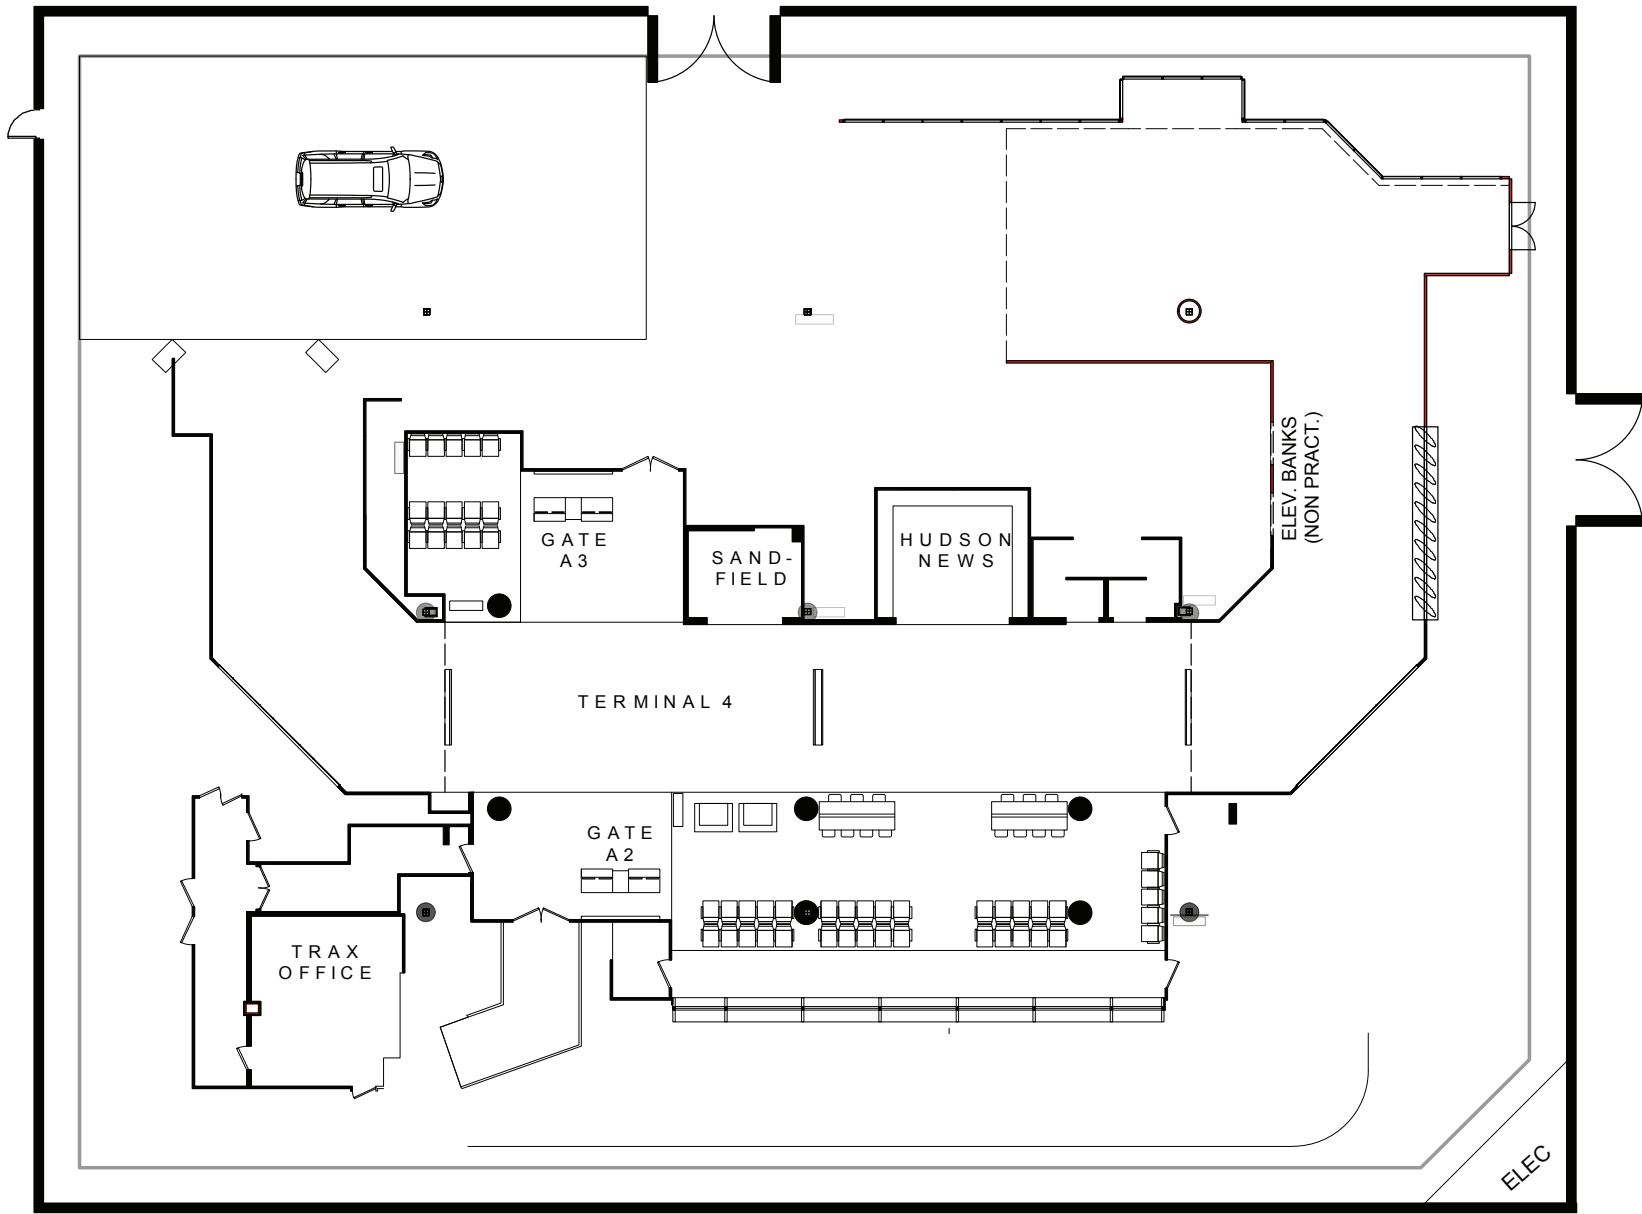 ELEV. BANKS
(NON PRACT.)
GATE
A3
SAND-
FIELD
HUDSON
NEWS
TERMINAL 4
GATE
A2
TRAX
OFFICE
ELEC